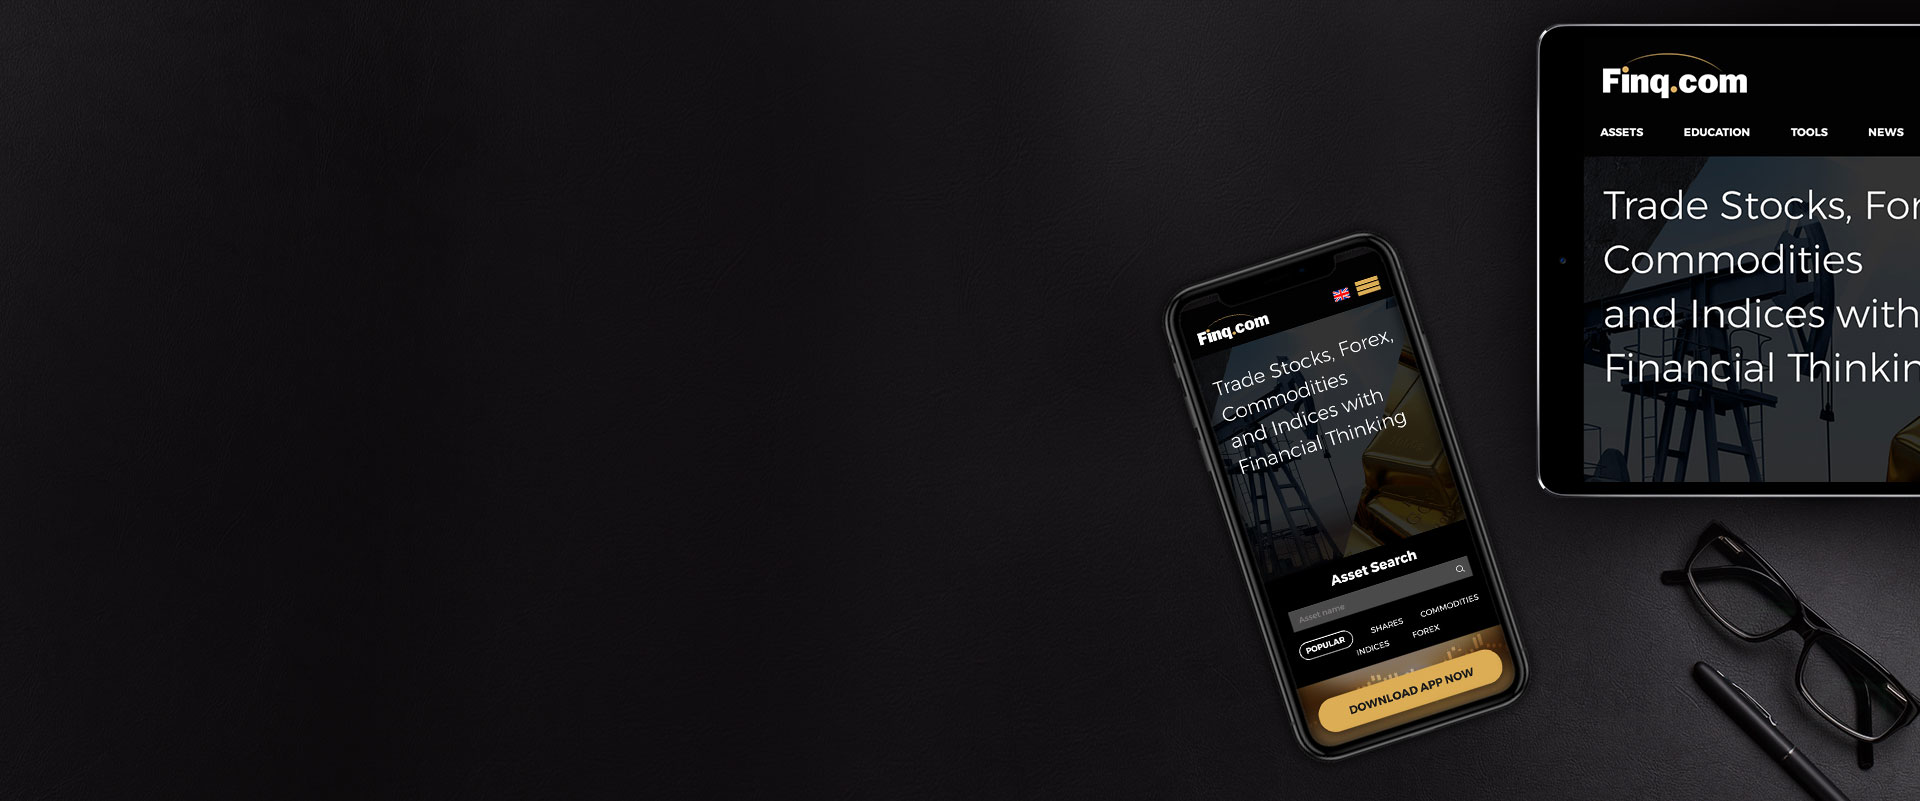 Finq.com
Trade Stocks, Forex,
Commodities
and Indices with
Financial Thinking
Asset Search
Asset name
POPULAR
SHARES
COMMODITIES
INDICES
FOREX
DOWNLOAD APP NOW
Finq.com
ASSETS
EDUCATION
TOOLS
NEWS
Trade Stocks, For
Commodities
and Indices with
Financial Thinkin